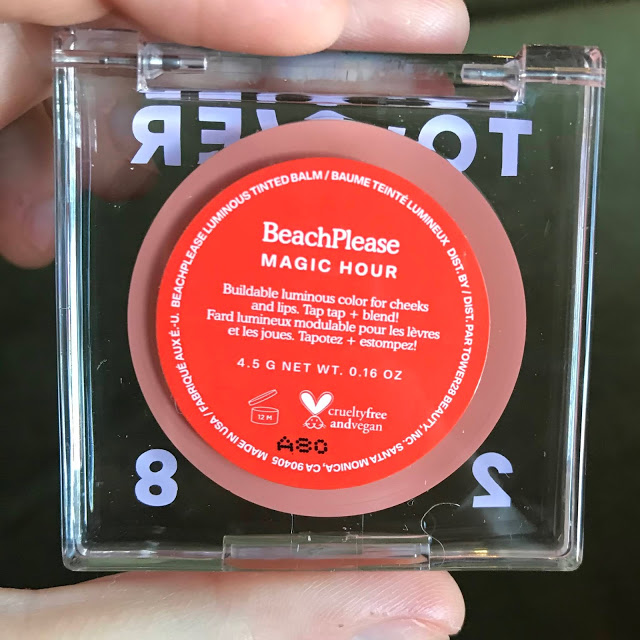 TOWER
BEACHPLEASE LUMINOUS TINTED BALM / BAUME TEINTÉ LUMINEUX DIST. BY / DIST. PAR TOWER28 BEAUTY, INC. SANTA MONICA, CA 90405 MADE IN USA / FABRIQUÉ AUX É.-U.
BeachPlease
MAGIC HOUR
Buildable luminous color for cheeks
and lips. Tap tap + blend!
Fard lumineux modulable pour les lèvres
et les joues. Tapotez + estompez!
4.5 G NET WT. 0.16 OZ
12 M
crueltyfree
andvegan
A80
28